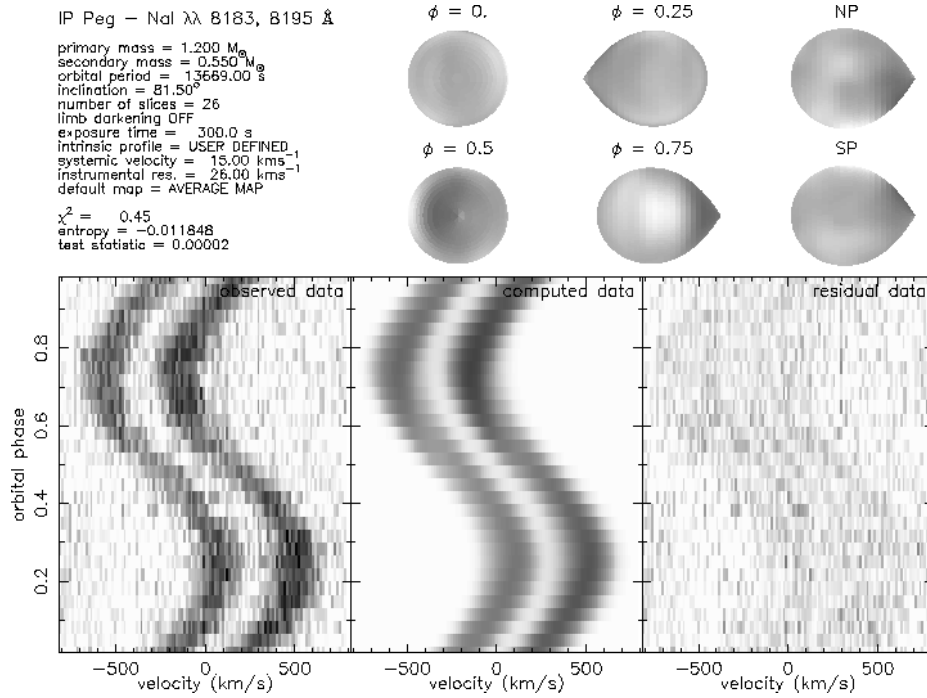 IP Peg – NaI λλ 8183, 8195 Å
primary mass = 1.200 M⊙
secondary mass = 0.550 M⊙
orbital period = 13669.00 s
inclination = 81.50°
number of slices = 26
limb darkening OFF
exposure time = 300.0 s
intrinsic profile = USER DEFINED
systemic velocity = 15.00 kms⁻¹
instrumental res. = 26.00 kms⁻¹
default map = AVERAGE MAP
χ² = 0.45
entropy = −0.011848
test statistic = 0.00002
ϕ = 0.
ϕ = 0.25
NP
ϕ = 0.5
ϕ = 0.75
SP
observed data
computed data
residual data
orbital phase
0.8
0.6
0.4
0.2
−500 0 500
−500 0 500
−500 0 500
velocity (km/s)
velocity (km/s)
velocity (km/s)